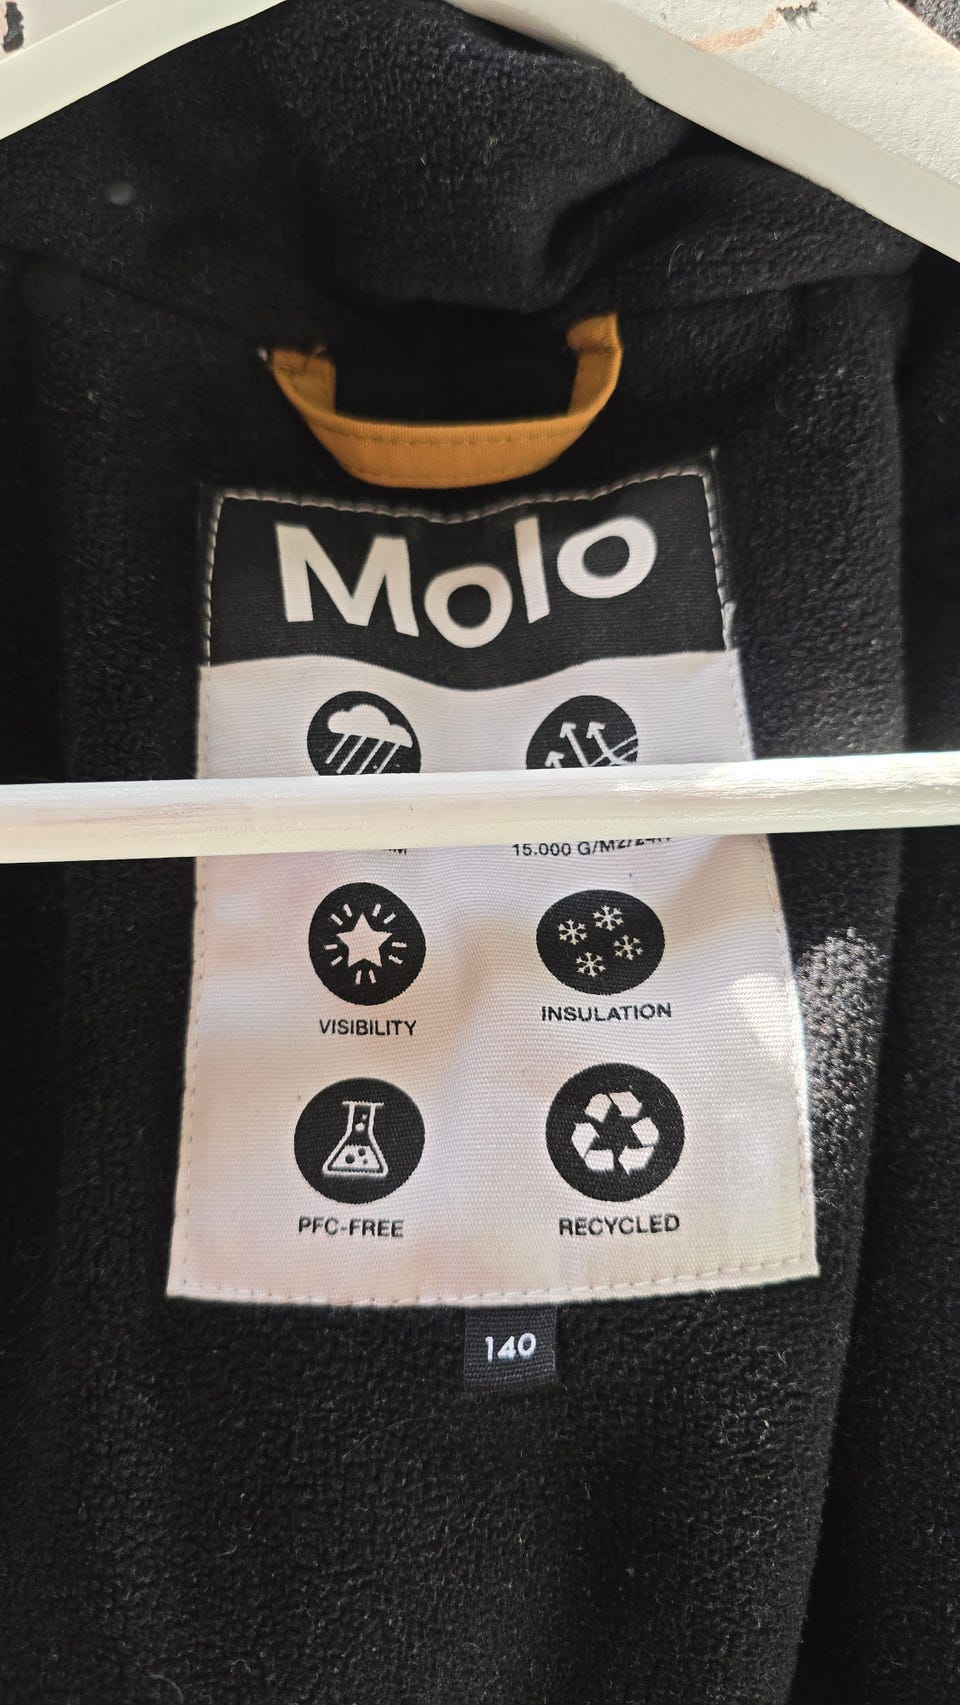 Molo
15.000 G/M2/24H
VISIBILITY
INSULATION
PFC-FREE
RECYCLED
140